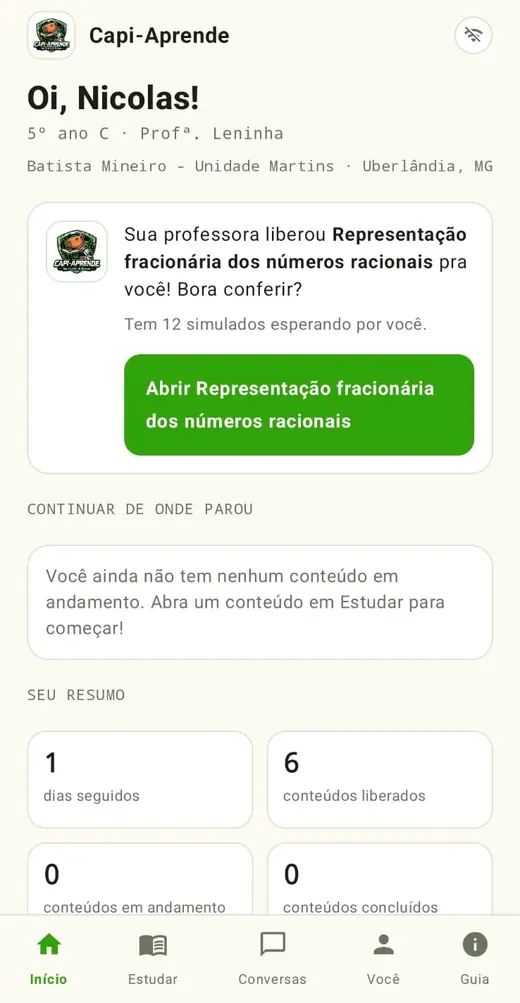 CAPI-APRENDE
Capi-Aprende
Oi, Nicolas!
5º ano C · Profª. Leninha
Batista Mineiro - Unidade Martins · Uberlândia, MG
CAPI-APRENDE
Sua professora liberou Representação
fracionária dos números racionais pra
você! Bora conferir?
Tem 12 simulados esperando por você.
Abrir Representação fracionária
dos números racionais
CONTINUAR DE ONDE PAROU
Você ainda não tem nenhum conteúdo em
andamento. Abra um conteúdo em Estudar para
começar!
SEU RESUMO
1
dias seguidos
6
conteúdos liberados
0
conteúdos em andamento
0
conteúdos concluídos
Início
Estudar
Conversas
Você
Guia